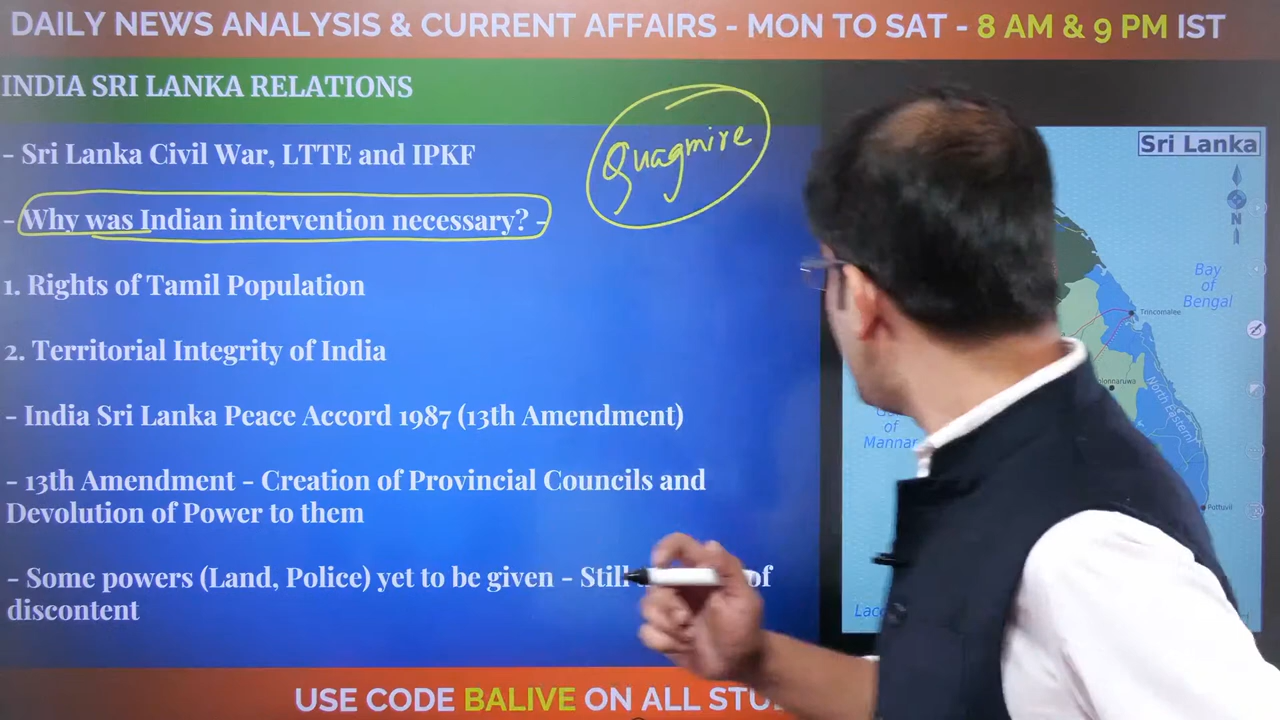 DAILY NEWS ANALYSIS & CURRENT AFFAIRS - MON TO SAT - 8 AM & 9 PM IST
INDIA SRI LANKA RELATIONS
Quagmire
Sri Lanka
- Sri Lanka Civil War, LTTE and IPKF
- Why was Indian intervention necessary? -
N
1. Rights of Tamil Population
Bay
of
Bengal
Trincomalee
2. Territorial Integrity of India
- India Sri Lanka Peace Accord 1987 (13th Amendment)
of
Mannar
North Eastern
- 13th Amendment - Creation of Provincial Councils and
Devolution of Power to them
Pottuvil
- Some powers (Land, Police) yet to be given - Still of
discontent
USE CODE BALIVE ON ALL